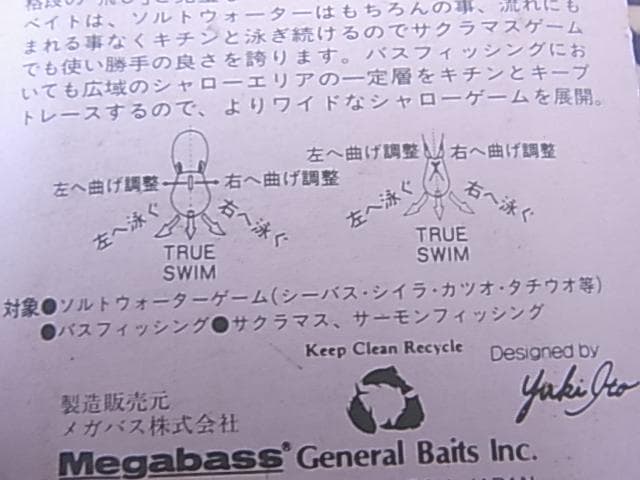 ベイトは、ソルトウォーターはもちろんの事、流れにも
まれる事なくキチンと泳ぎ続けるのでサクラマスゲーム
でも使い勝手の良さを誇ります。バスフィッシングにお
いても広域のシャローエリアの一定層をキチンとキープ
トレースするので、よりワイドなシャローゲームを展開。
左へ曲げ調整 右へ曲げ調整
左へ泳ぐ 右へ泳ぐ
TRUE
SWIM
左へ曲げ調整 右へ曲げ調整
左へ泳ぐ 右へ泳ぐ
TRUE
SWIM
対象●ソルトウォーターゲーム(シーバス・シイラ・カツオ・タチウオ等)
●バスフィッシング●サクラマス、サーモンフィッシング
Keep Clean Recycle
Designed by
Yuki Ito
製造販売元
メガバス株式会社
Megabass® General Baits Inc.
JAPAN